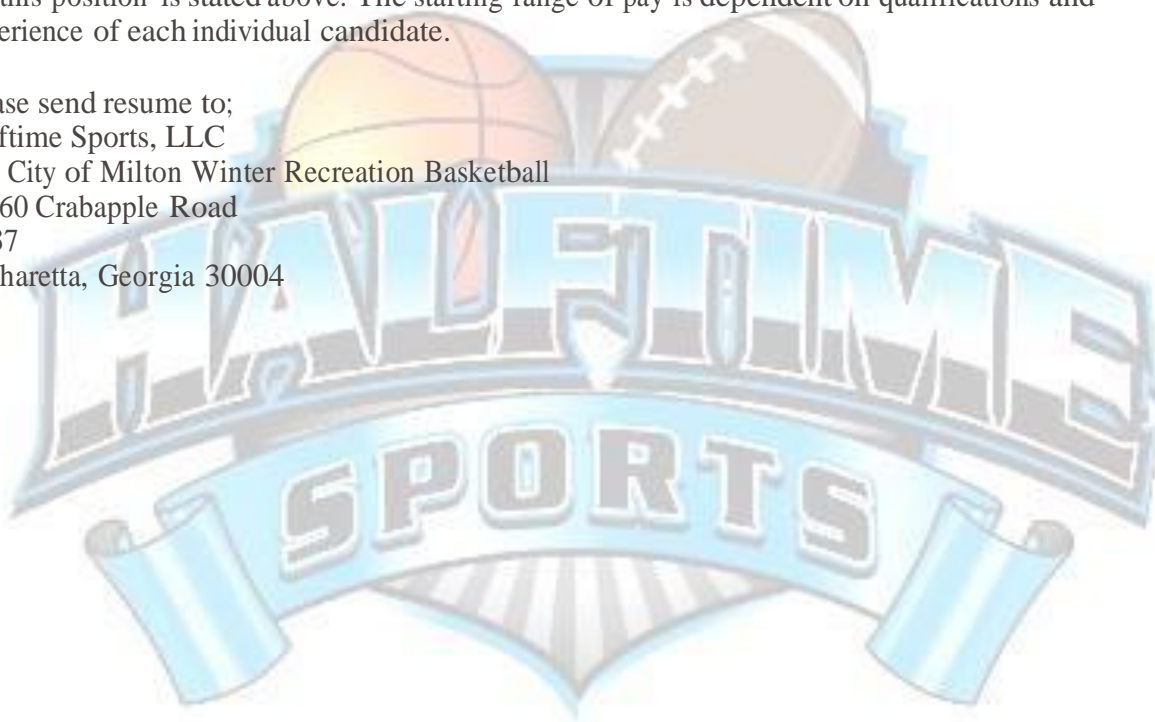 this position is stated above. The starting range of pay is dependent on qualifications and
erience of each individual candidate.
ase send resume to;
ftime Sports, LLC
City of Milton Winter Recreation Basketball
60 Crabapple Road
37
haretta, Georgia 30004
HALFTIME
SPORTS